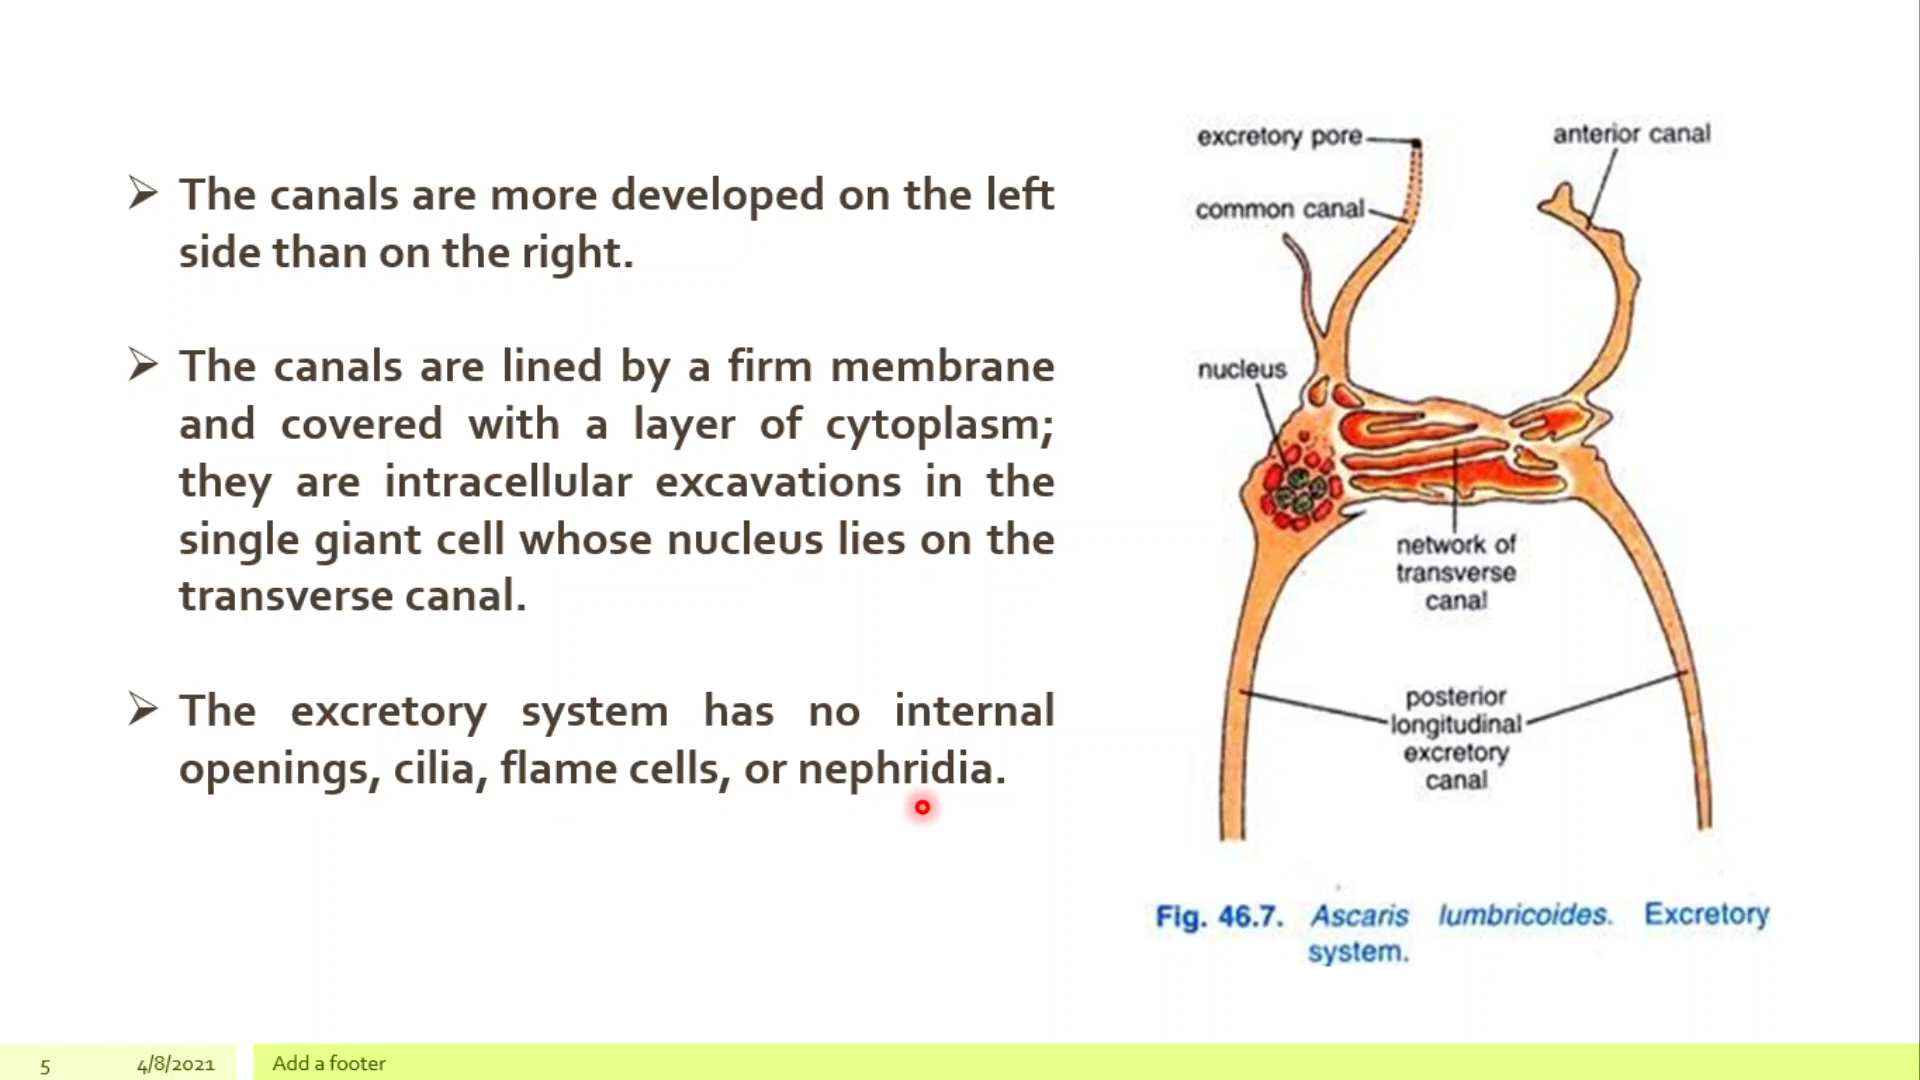 ➢ The canals are more developed on the left
side than on the right.
➢ The canals are lined by a firm membrane
and covered with a layer of cytoplasm;
they are intracellular excavations in the
single giant cell whose nucleus lies on the
transverse canal.
➢ The excretory system has no internal
openings, cilia, flame cells, or nephridia.
excretory pore
anterior canal
common canal
nucleus
network of
transverse
canal
posterior
longitudinal
excretory
canal
Fig. 46.7. Ascaris lumbricoides. Excretory
system.
5 4/8/2021 Add a footer